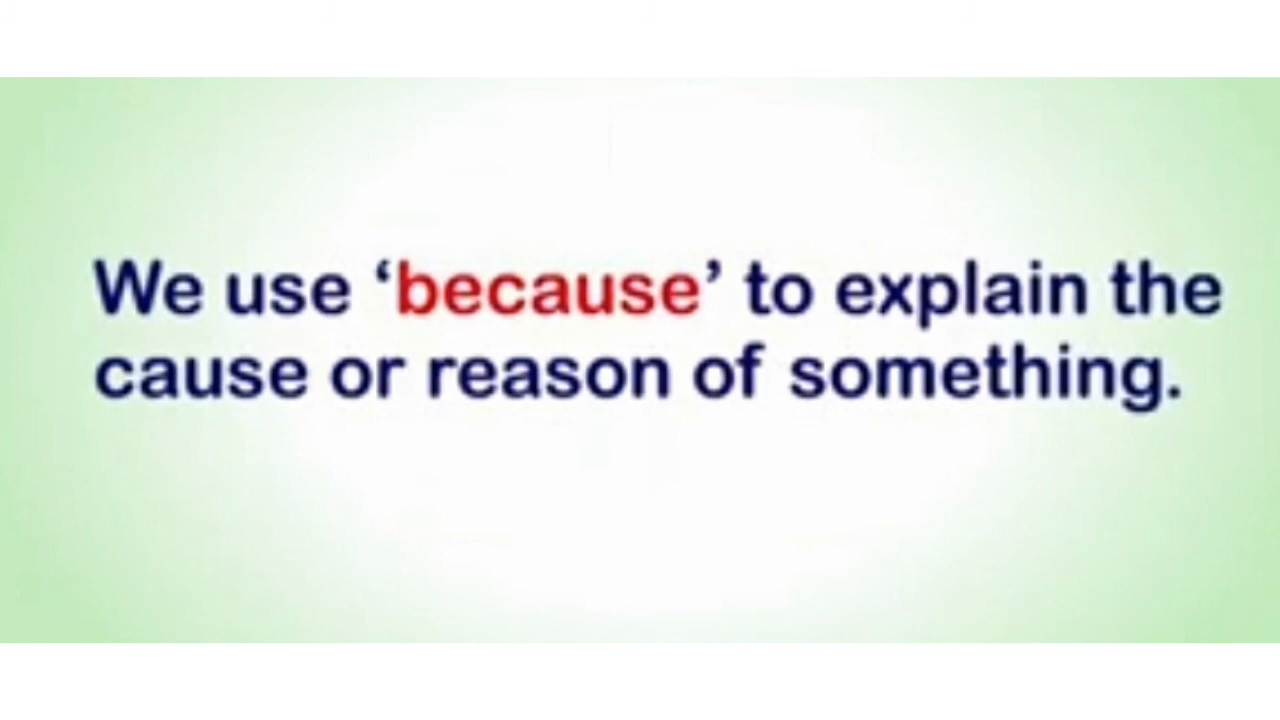 We use ‘because’ to explain the
cause or reason of something.